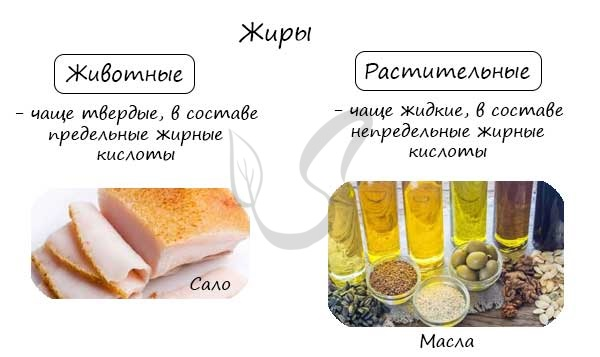 Жиры
Животные
- чаще твердые, в составе
предельные жирные
кислоты
Сало
Растительные
- чаще жидкие, в составе
непредельные жирные
кислоты
Масла